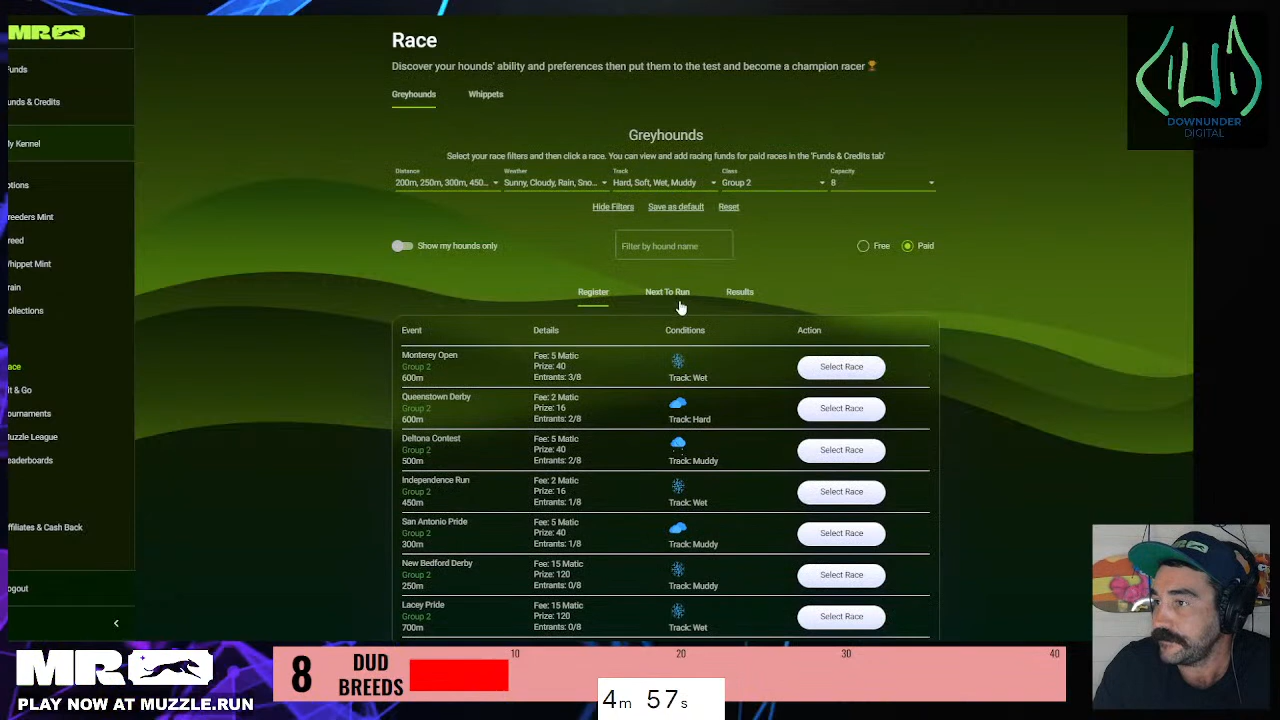 MR
Race
Discover your hounds' ability and preferences then put them to the test and become a champion racer
Greyhounds
Whippets
Greyhounds
Select your race filters and then click a race. You can view and add racing funds for paid races in the 'Funds & Credits tab'
Distance
Weather
Track
Class
Capacity
200m, 250m, 300m, 450...
Sunny, Cloudy, Rain, Sno...
Hard, Soft, Wet, Muddy
Group 2
8
Hide Filters
Save as default
Reset
Show my hounds only
Filter by hound name
Free
Paid
Register
Next To Run
Results
Event
Details
Conditions
Action
Monterey Open
Group 2
600m
Fee: 5 Matic
Prize: 40
Entrants: 3/8
Track: Wet
Select Race
Queenstown Derby
Group 2
600m
Fee: 2 Matic
Prize: 16
Entrants: 2/8
Track: Hard
Select Race
Deltona Contest
Group 2
500m
Fee: 5 Matic
Prize: 40
Entrants: 2/8
Track: Muddy
Select Race
Independence Run
Group 2
450m
Fee: 2 Matic
Prize: 16
Entrants: 1/8
Track: Wet
Select Race
San Antonio Pride
Group 2
300m
Fee: 5 Matic
Prize: 40
Entrants: 1/8
Track: Muddy
Select Race
New Bedford Derby
Group 2
250m
Fee: 15 Matic
Prize: 120
Entrants: 0/8
Track: Muddy
Select Race
Lacey Pride
Group 2
700m
Fee: 15 Matic
Prize: 120
Entrants: 0/8
Track: Wet
Select Race
unds
unds & Credits
ly Kennel
ptions
reeders Mint
reed
/hippet Mint
rain
ollections
ace
it & Go
ournaments
luzzle League
eaderboards
ffiliates & Cash Back
ogout
DOWNUNDER
DIGITAL
MR
PLAY NOW AT MUZZLE.RUN
8
DUD
BREEDS
10
20
30
40
4m 57s